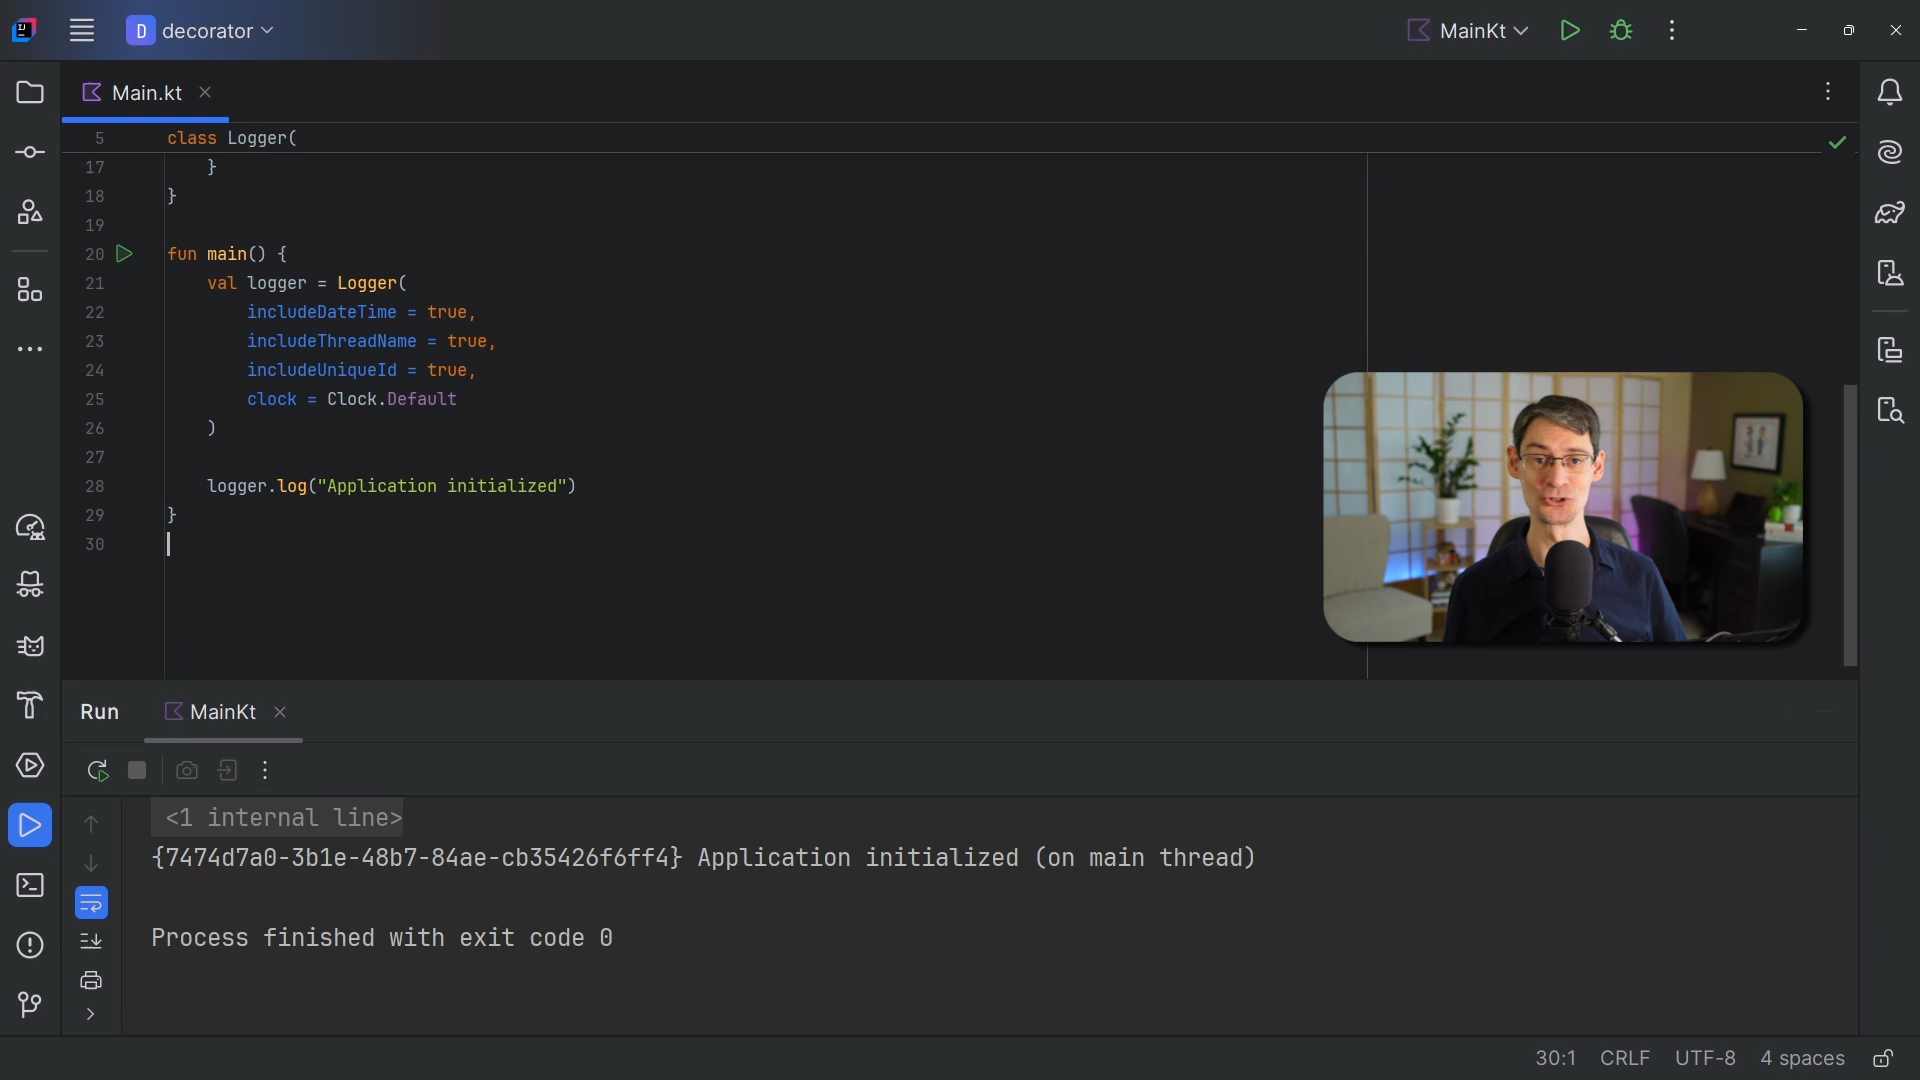 D decorator
MainKt
Main.kt
5 class Logger(
17 }
18 }
19
20 fun main() {
21 val logger = Logger(
22 includeDateTime = true,
23 includeThreadName = true,
24 includeUniqueId = true,
25 clock = Clock.Default
26 )
27
28 logger.log("Application initialized")
29 }
30
Run MainKt
<1 internal line>
{7474d7a0-3b1e-48b7-84ae-cb35426f6ff4} Application initialized (on main thread)
Process finished with exit code 0
30:1 CRLF UTF-8 4 spaces